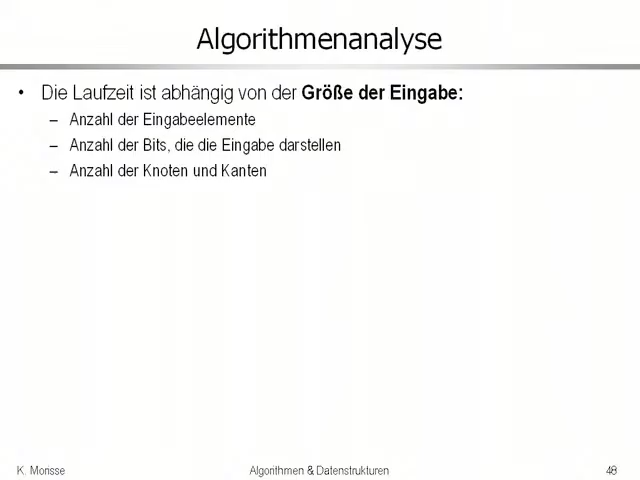 Algorithmenanalyse
• Die Laufzeit ist abhängig von der Größe der Eingabe:
– Anzahl der Eingabeelemente
– Anzahl der Bits, die die Eingabe darstellen
– Anzahl der Knoten und Kanten
K. Morisse
Algorithmen & Datenstrukturen
48